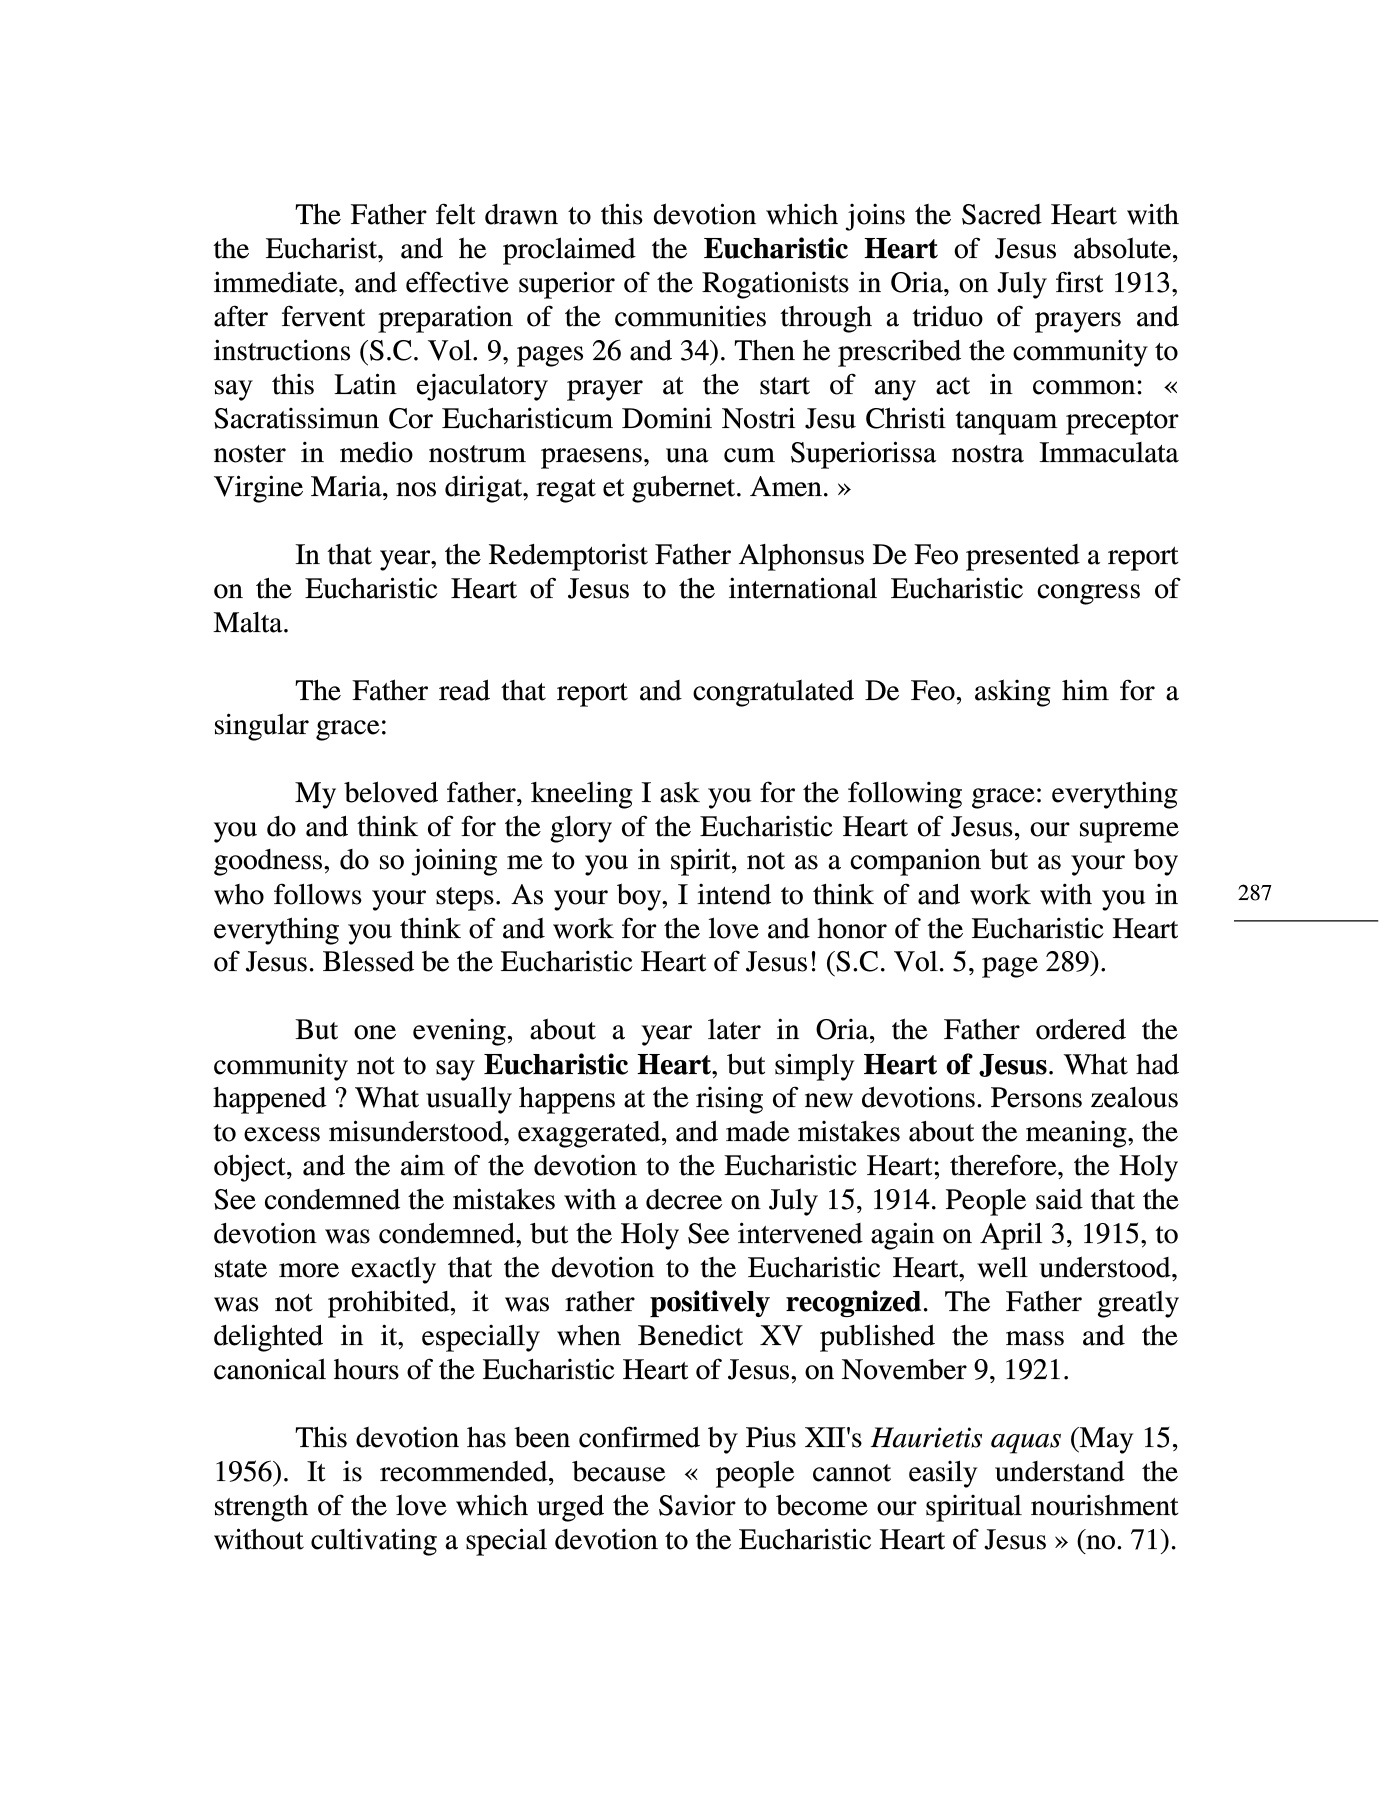 The Father felt drawn to this devotion which joins the Sacred Heart with
the Eucharist, and he proclaimed the Eucharistic Heart of Jesus absolute,
immediate, and effective superior of the Rogationists in Oria, on July first 1913,
after fervent preparation of the communities through a triduo of prayers and
instructions (S.C. Vol. 9, pages 26 and 34). Then he prescribed the community to
say this Latin ejaculatory prayer at the start of any act in common: «
Sacratissimun Cor Eucharisticum Domini Nostri Jesu Christi tanquam preceptor
noster in medio nostrum praesens, una cum Superiorissa nostra Immaculata
Virgine Maria, nos dirigat, regat et gubernet. Amen. »
In that year, the Redemptorist Father Alphonsus De Feo presented a report
on the Eucharistic Heart of Jesus to the international Eucharistic congress of
Malta.
The Father read that report and congratulated De Feo, asking him for a
singular grace:
My beloved father, kneeling I ask you for the following grace: everything
you do and think of for the glory of the Eucharistic Heart of Jesus, our supreme
goodness, do so joining me to you in spirit, not as a companion but as your boy
who follows your steps. As your boy, I intend to think of and work with you in
everything you think of and work for the love and honor of the Eucharistic Heart
of Jesus. Blessed be the Eucharistic Heart of Jesus! (S.C. Vol. 5, page 289).
287
But one evening, about a year later in Oria, the Father ordered the
community not to say Eucharistic Heart, but simply Heart of Jesus. What had
happened ? What usually happens at the rising of new devotions. Persons zealous
to excess misunderstood, exaggerated, and made mistakes about the meaning, the
object, and the aim of the devotion to the Eucharistic Heart; therefore, the Holy
See condemned the mistakes with a decree on July 15, 1914. People said that the
devotion was condemned, but the Holy See intervened again on April 3, 1915, to
state more exactly that the devotion to the Eucharistic Heart, well understood,
was not prohibited, it was rather positively recognized. The Father greatly
delighted in it, especially when Benedict XV published the mass and the
canonical hours of the Eucharistic Heart of Jesus, on November 9, 1921.
This devotion has been confirmed by Pius XII's Haurietis aquas (May 15,
1956). It is recommended, because « people cannot easily understand the
strength of the love which urged the Savior to become our spiritual nourishment
without cultivating a special devotion to the Eucharistic Heart of Jesus » (no. 71).